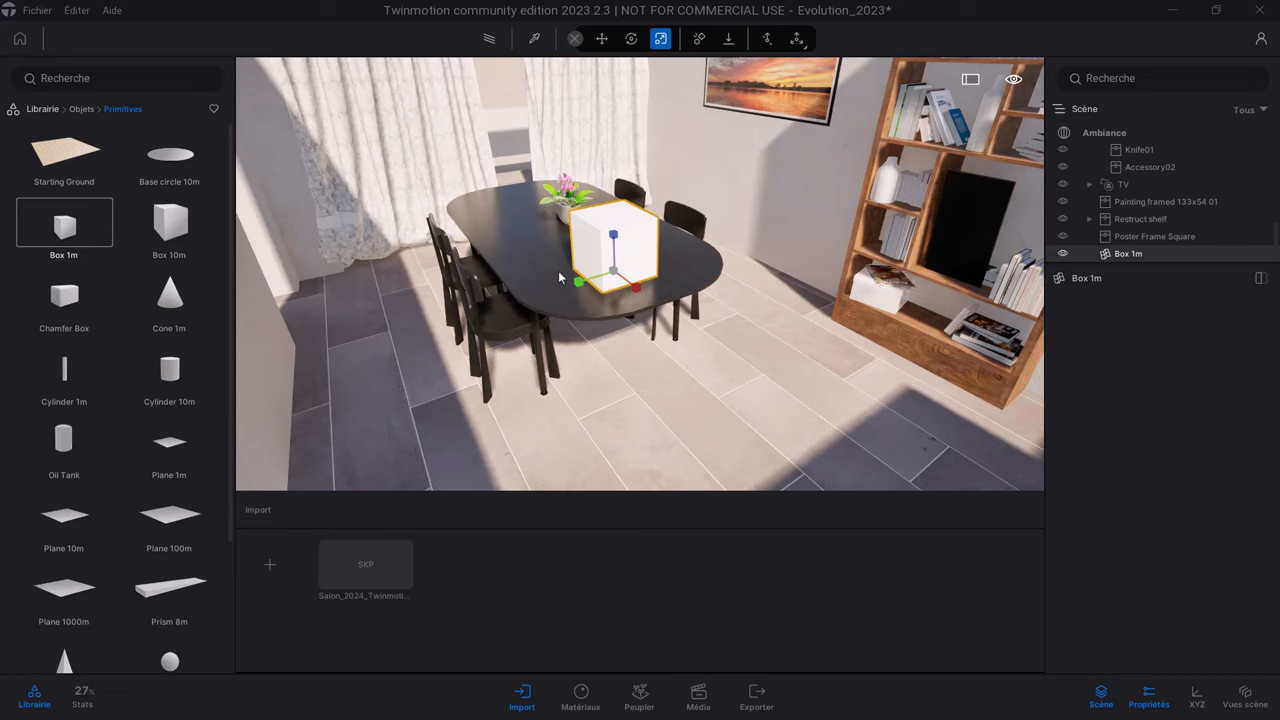 Fichier Éditer Aide
Twinmotion community edition 2023.2.3 | NOT FOR COMMERCIAL USE - Evolution_2023*
Recherche
Librairie > Objets > Primitives
Starting Ground
Base circle 10m
Box 1m
Box 10m
Chamfer Box
Cone 1m
Cylinder 1m
Cylinder 10m
Oil Tank
Plane 1m
Plane 10m
Plane 100m
Plane 1000m
Prism 8m
Import
SKP
Salon_2024_Twinmoti...
Recherche
Scène
Tous
Ambiance
Knife01
Accessory02
TV
Painting framed 133x54 01
Restruct shelf
Poster Frame Square
Box 1m
Box 1m
Librairie
27%
Stats
Import
Matériaux
Peupler
Média
Exporter
Scène
Propriétés
XYZ
Vues scène